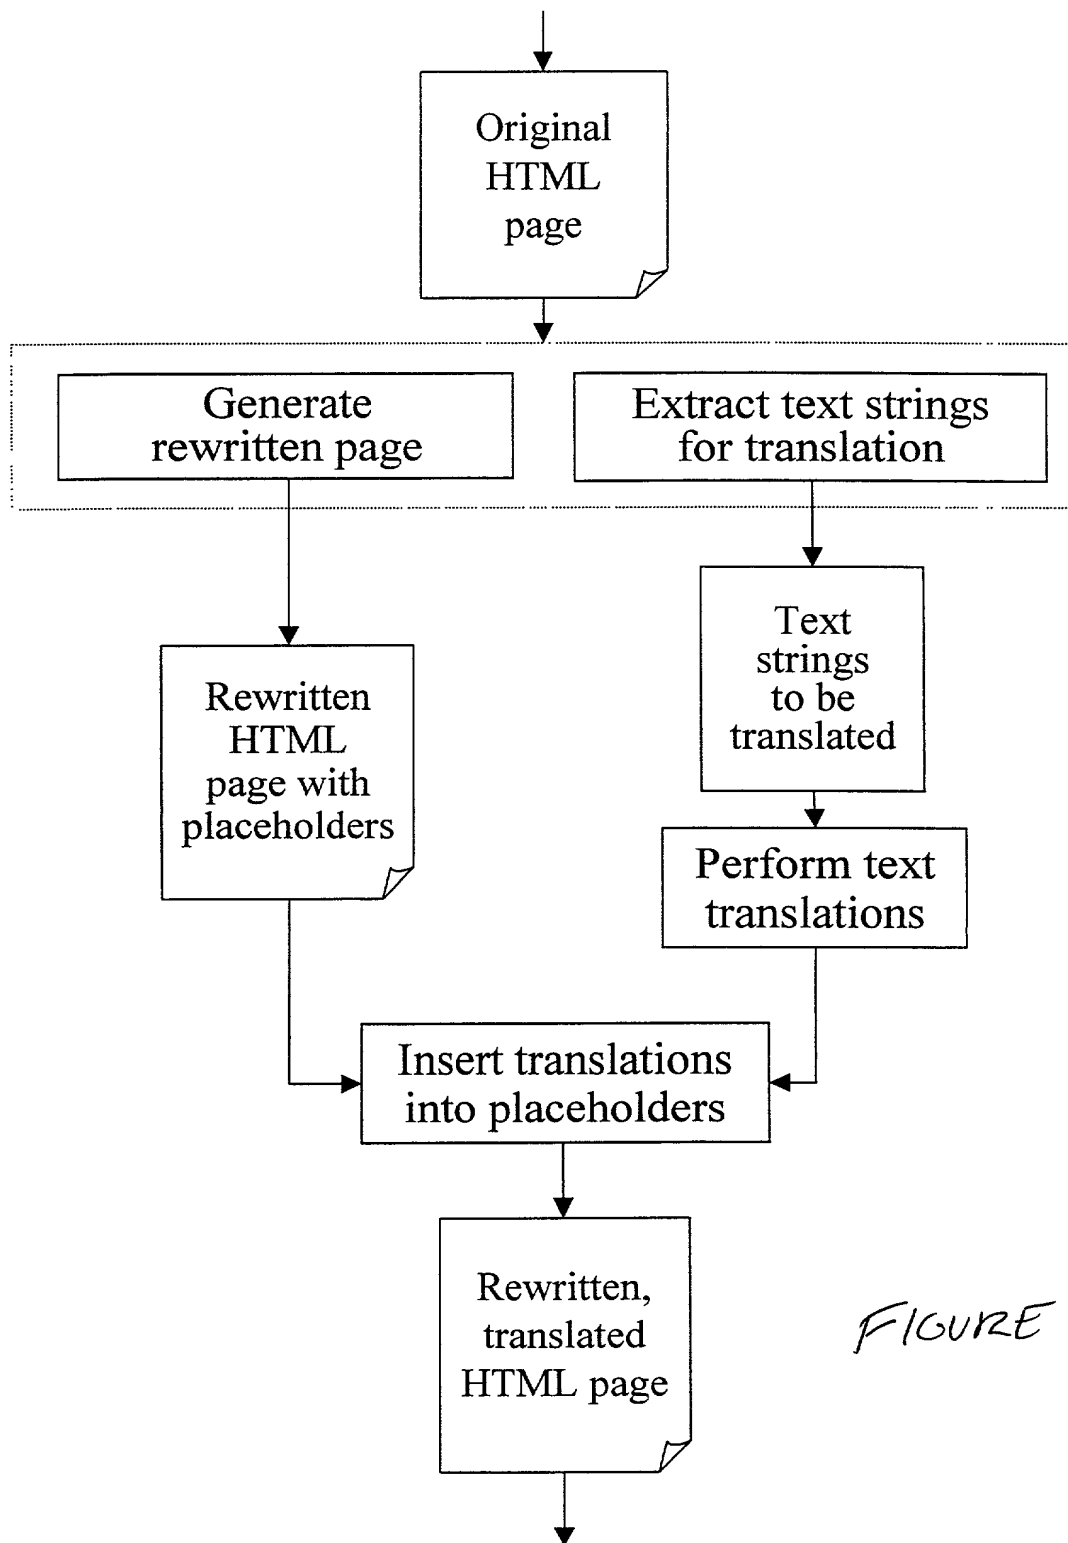 Original
HTML
page
Generate
rewritten page
Extract text strings
for translation
Text
strings
to be
translated
Rewritten
HTML
page with
placeholders
Perform text
translations
Insert translations
into placeholders
Rewritten,
translated
HTML page
FIGURE